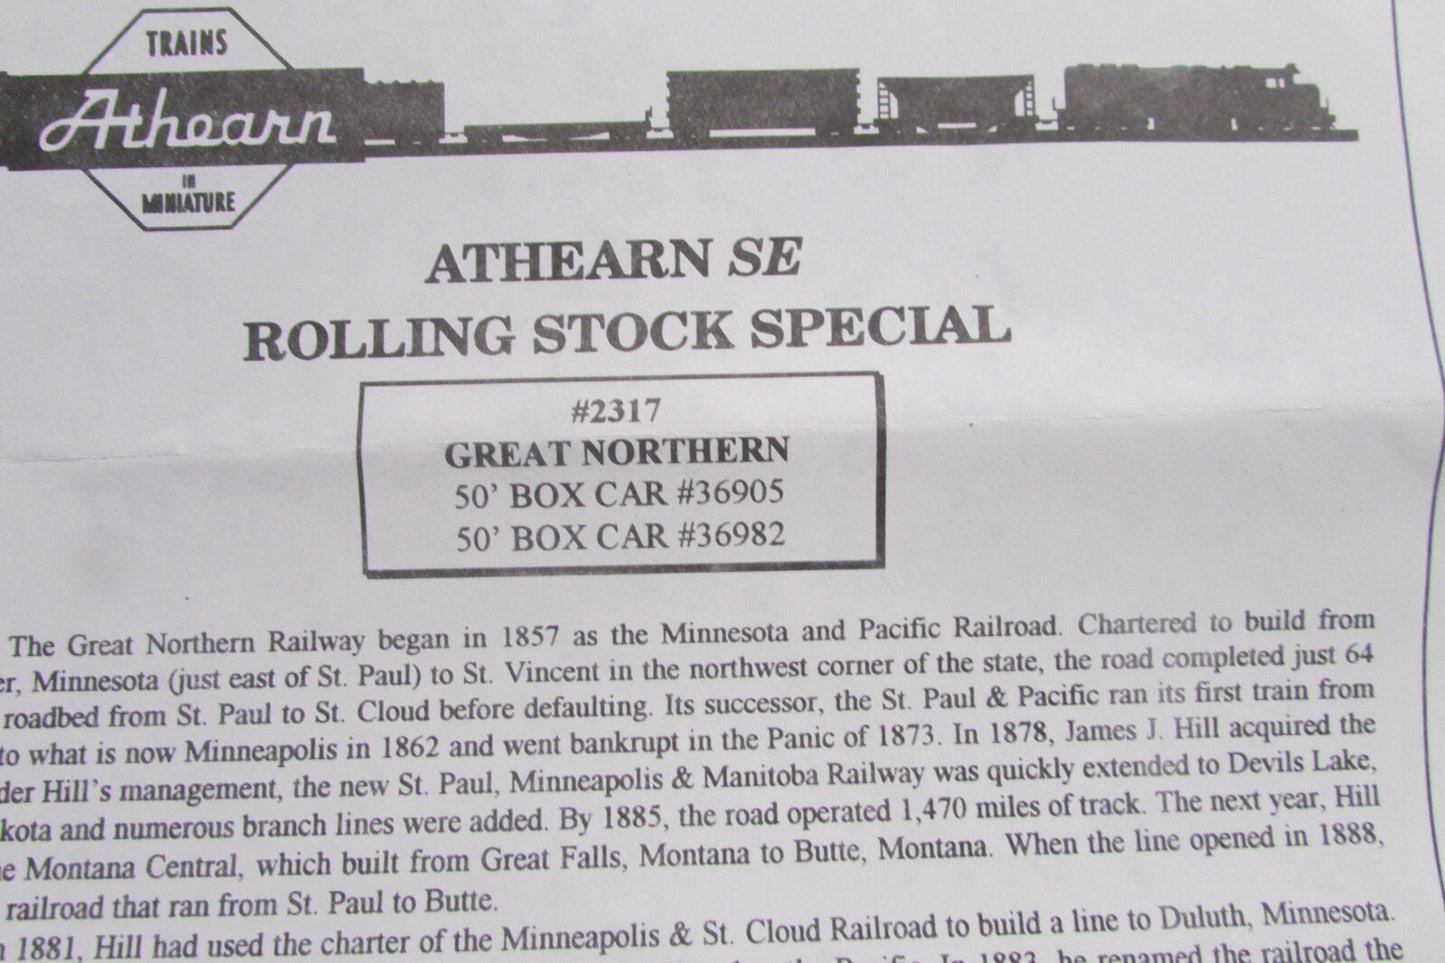 TRAINS
Athearn
IN
MINIATURE
ATHEARN SE
ROLLING STOCK SPECIAL
#2317
GREAT NORTHERN
50' BOX CAR #36905
50' BOX CAR #36982
The Great Northern Railway began in 1857 as the Minnesota and Pacific Railroad. Chartered to build from
er, Minnesota (just east of St. Paul) to St. Vincent in the northwest corner of the state, the road completed just 64
roadbed from St. Paul to St. Cloud before defaulting. Its successor, the St. Paul & Pacific ran its first train from
to what is now Minneapolis in 1862 and went bankrupt in the Panic of 1873. In 1878, James J. Hill acquired the
der Hill's management, the new St. Paul, Minneapolis & Manitoba Railway was quickly extended to Devils Lake,
kota and numerous branch lines were added. By 1885, the road operated 1,470 miles of track. The next year, Hill
e Montana Central, which built from Great Falls, Montana to Butte, Montana. When the line opened in 1888,
railroad that ran from St. Paul to Butte.
n 1881, Hill had used the charter of the Minneapolis & St. Cloud Railroad to build a line to Duluth, Minnesota.
Pacific. In 1883, he renamed the railroad the